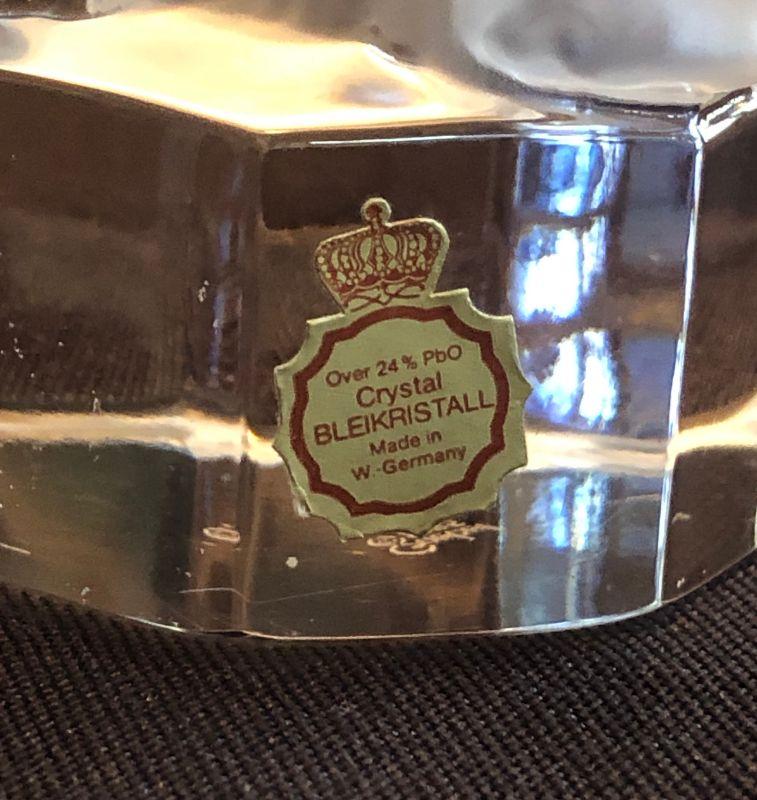 Over 24% PbO
Crystal
BLEIKRISTALL
Made in
W.-Germany